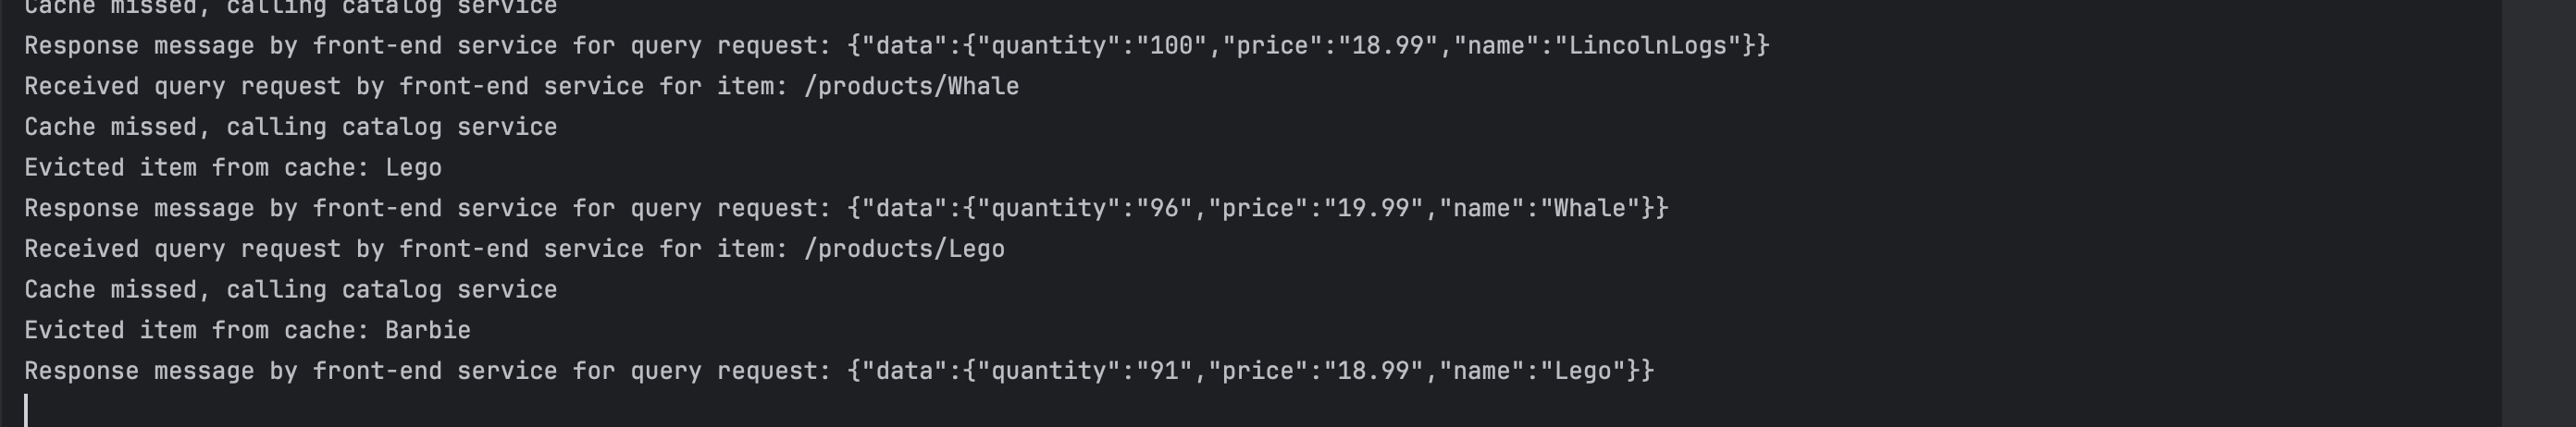 Cache missed, calling catalog service
Response message by front-end service for query request: {"data":{"quantity":"100","price":"18.99","name":"LincolnLogs"}}
Received query request by front-end service for item: /products/Whale
Cache missed, calling catalog service
Evicted item from cache: Lego
Response message by front-end service for query request: {"data":{"quantity":"96","price":"19.99","name":"Whale"}}
Received query request by front-end service for item: /products/Lego
Cache missed, calling catalog service
Evicted item from cache: Barbie
Response message by front-end service for query request: {"data":{"quantity":"91","price":"18.99","name":"Lego"}}